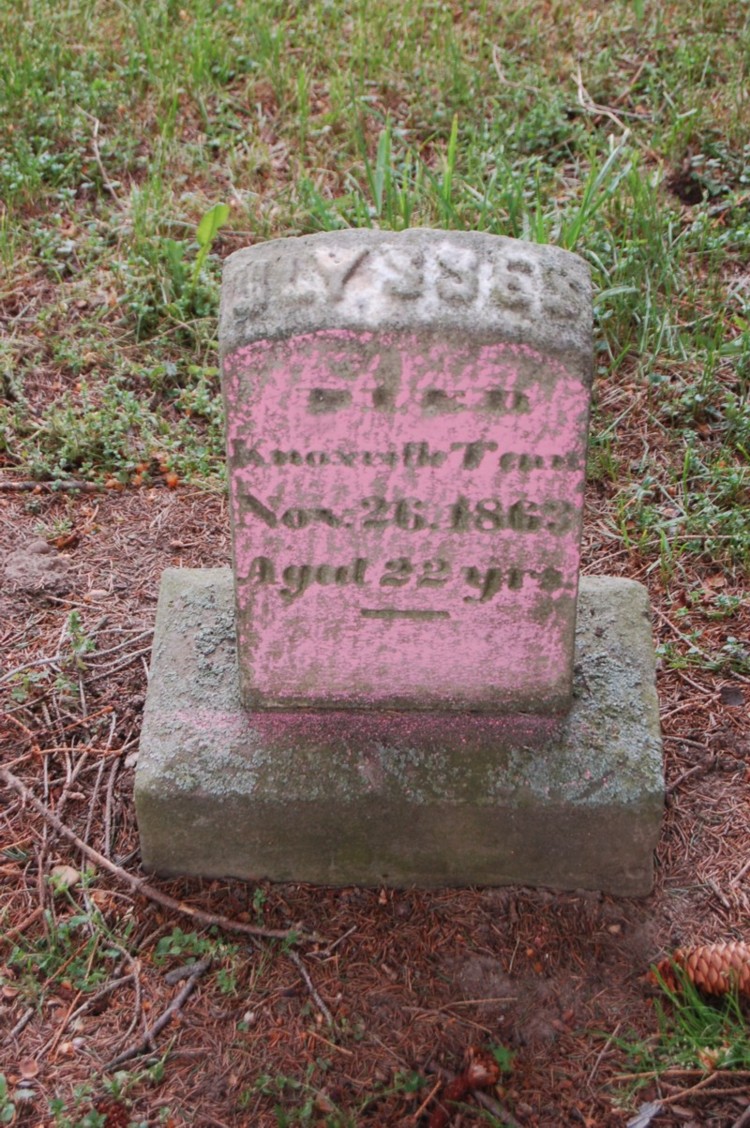 ULYSSES
DIED
Knoxville Tenn
Nov. 26. 1863
Aged 22 yrs.